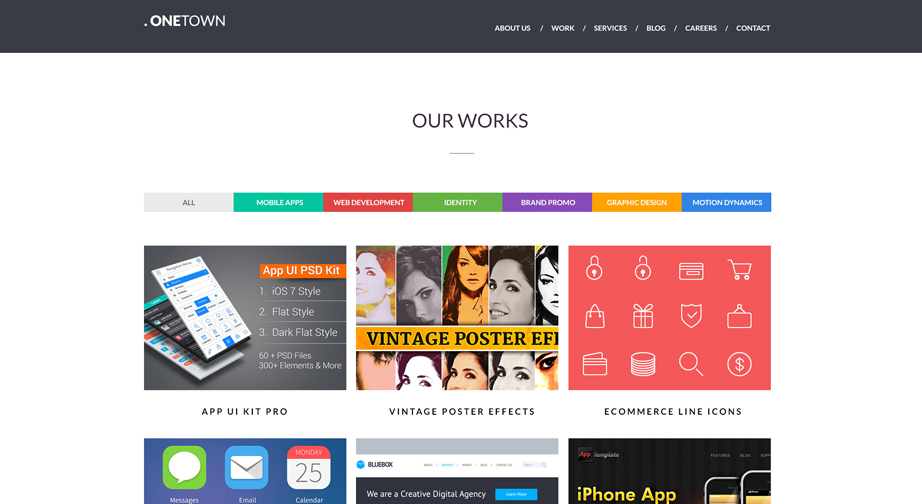 . ONETOWN
ABOUT US / WORK / SERVICES / BLOG / CAREERS / CONTACT
OUR WORKS
ALL MOBILE APPS WEB DEVELOPMENT IDENTITY BRAND PROMO GRAPHIC DESIGN MOTION DYNAMICS
App UI PSD Kit
1. iOS 7 Style
2. Flat Style
3. Dark Flat Style
60 + PSD Files
300+ Elements & More
VINTAGE POSTER EF
$
APP UI KIT PRO
VINTAGE POSTER EFFECTS
ECOMMERCE LINE ICONS
MONDAY
25
Messages Email Calendar
BLUEBOX
We are a Creative Digital Agency
Learn More
App Template
FEATURED BLOG SUPP
iPhone App